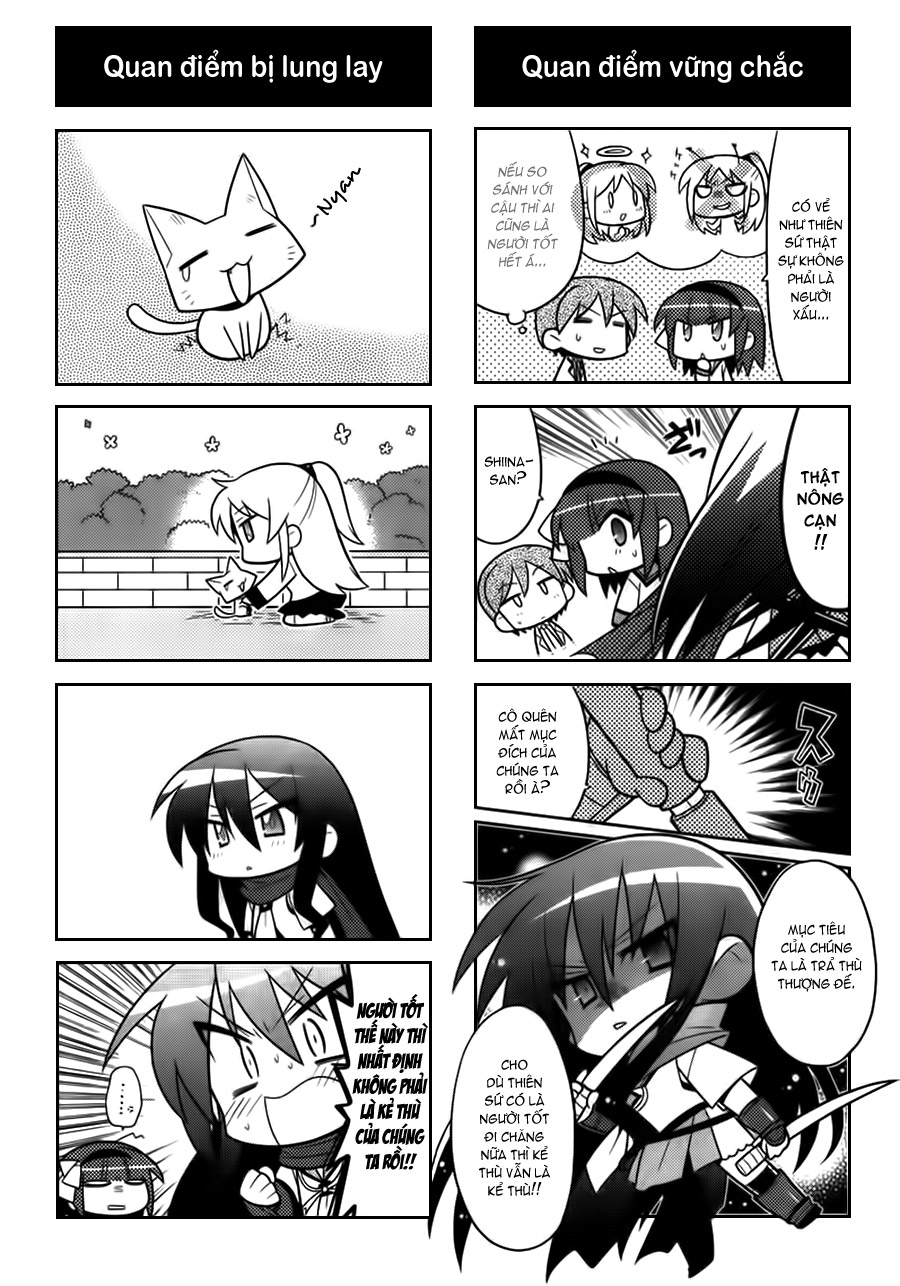 Quan điểm vững chắc
CÓ VẺ
NHƯ THIÊN
SỨ THẬT
SỰ KHÔNG
PHẢI LÀ
NGƯỜI
XẤU...
NẾU SO
SÁNH VỚI
CẬU THÌ AI
CŨNG LÀ
NGƯỜI TỐT
HẾT Á...
THẬT
NÔNG
CẠN
!!
ざっ
SHIINA-
SAN?
CÔ QUÊN
MẤT MỤC
ĐÍCH CỦA
CHÚNG TA
RỒI À?
スゥ
MỤC TIÊU
CỦA CHÚNG
TA LÀ TRẢ THÙ
THƯỢNG ĐẾ.
CHO
DÙ THIÊN
SỨ CÓ LÀ
NGƯỜI TỐT
ĐI CHĂNG
NỮA THÌ KẺ
THÙ VẪN LÀ
KẺ THÙ!!
Quan điểm bị lung lay
~Nyan
NGƯỜI TỐT
THẾ NÀY THÌ
NHẤT ĐỊNH
KHÔNG PHẢI
LÀ KẺ THÙ
CỦA CHÚNG
TA RỒI!!
......